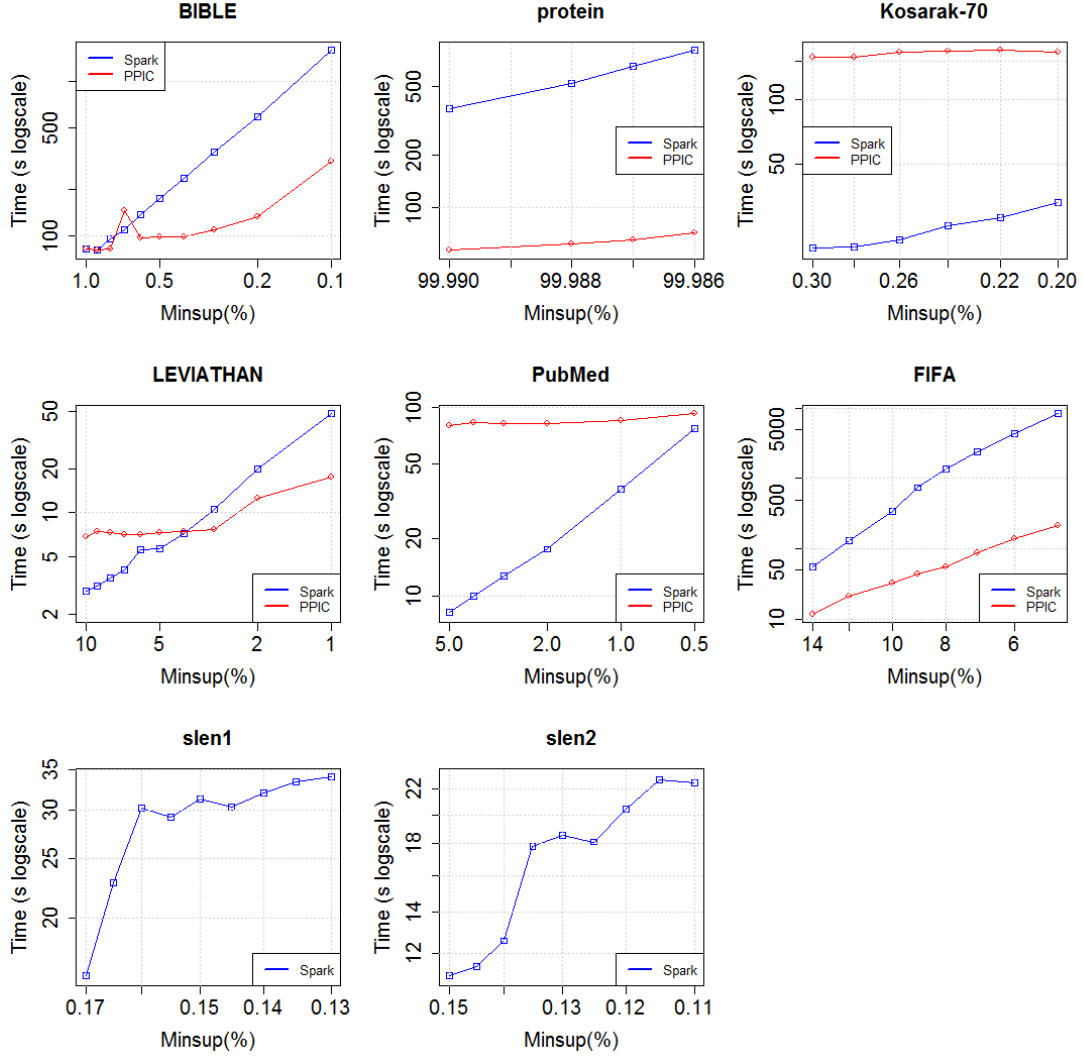 BIBLE
Time (s logscale)
500
100
Spark
PPIC
1.0 0.5 0.2 0.1
Minsup(%)
protein
Time (s logscale)
500
200
100
Spark
PPIC
99.990 99.988 99.986
Minsup(%)
Kosarak-70
Time (s logscale)
100
50
Spark
PPIC
0.30 0.26 0.22 0.20
Minsup(%)
LEVIATHAN
Time (s logscale)
50
20
10
5
2
Spark
PPIC
10 5 2 1
Minsup(%)
PubMed
Time (s logscale)
100
50
20
10
Spark
PPIC
5.0 2.0 1.0 0.5
Minsup(%)
FIFA
Time (s logscale)
5000
500
50
10
Spark
PPIC
14 10 8 6
Minsup(%)
slen1
Time (s logscale)
35
30
25
20
Spark
0.17 0.15 0.14 0.13
Minsup(%)
slen2
Time (s logscale)
22
18
14
12
Spark
0.15 0.13 0.12 0.11
Minsup(%)